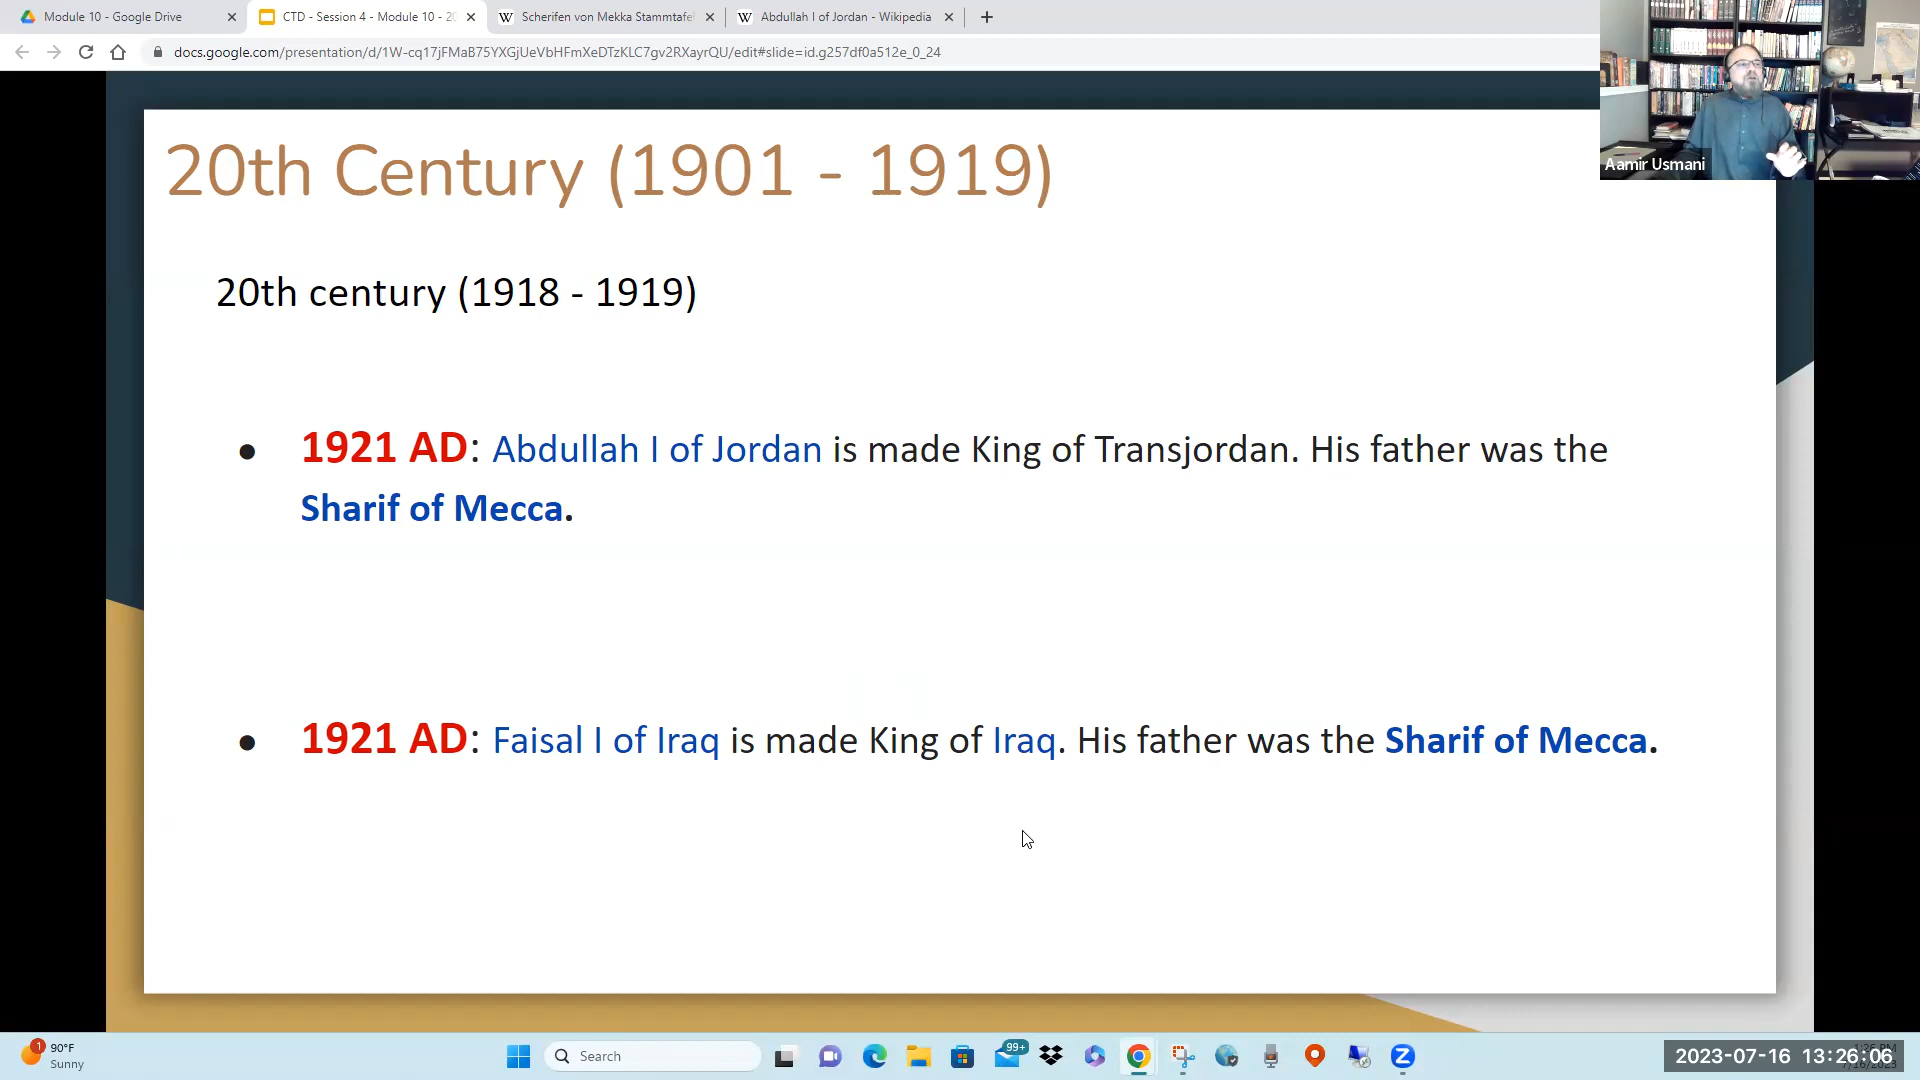 Module 10 - Google Drive
CTD - Session 4 - Module 10 - 20
Scherifen von Mekka Stammtafel
Abdullah I of Jordan - Wikipedia
docs.google.com/presentation/d/1W-cq17jFMaB75YXGjUeVbHFmXeDTzKLC7gv2RXayrQU/edit#slide=id.g257df0a512e_0_24
Aamir Usmani
20th Century (1901 - 1919)
20th century (1918 - 1919)
● 1921 AD: Abdullah I of Jordan is made King of Transjordan. His father was the
Sharif of Mecca.
● 1921 AD: Faisal I of Iraq is made King of Iraq. His father was the Sharif of Mecca.
1
90°F
Sunny
Search
99+
2023-07-16 13:26:06